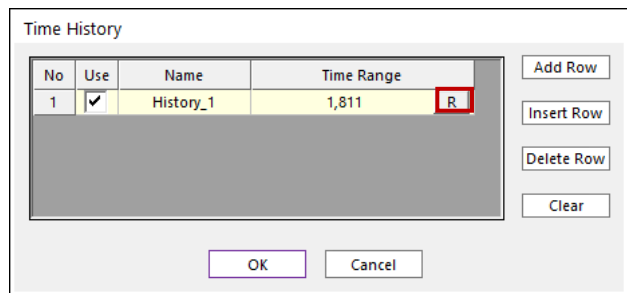 Time History
No Use Name Time Range
1 History_1 1,811 R
Add Row
Insert Row
Delete Row
Clear
OK Cancel